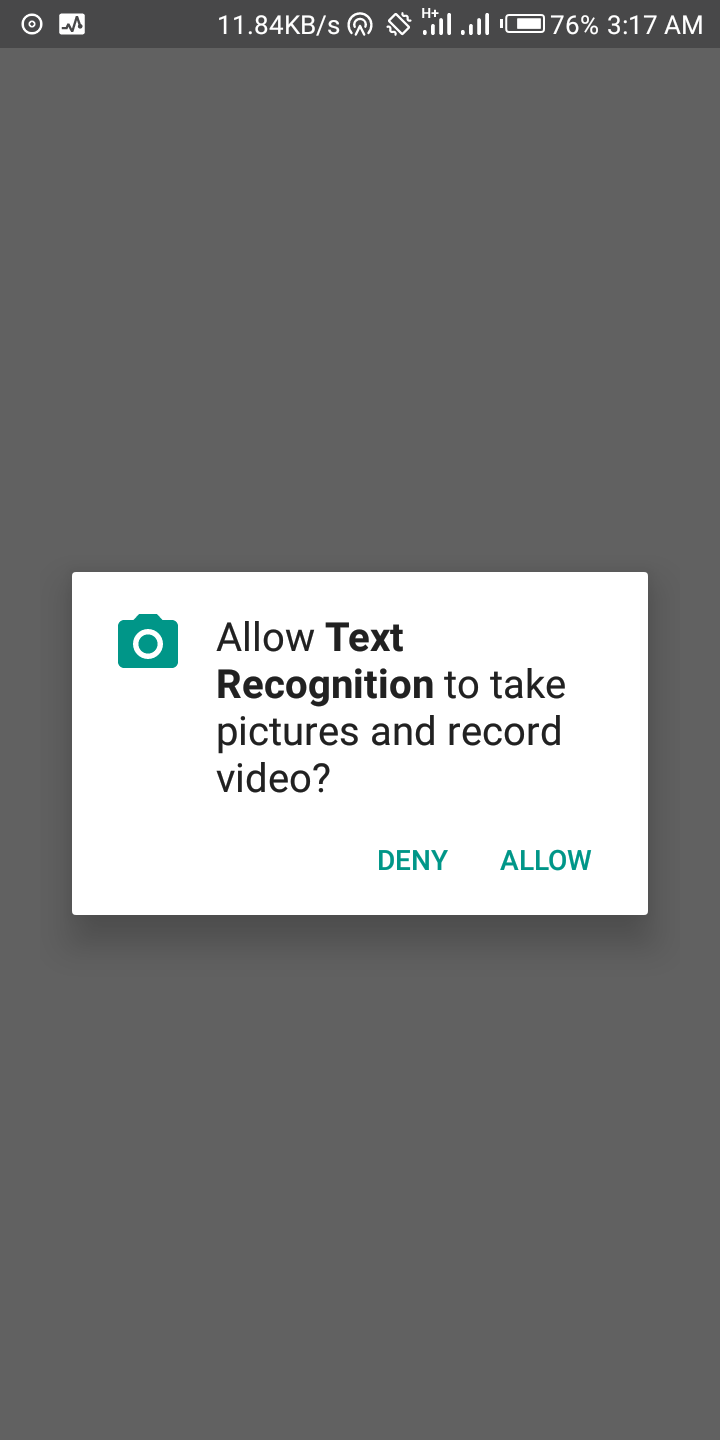 11.84KB/s H+ 76% 3:17 AM
Allow Text
Recognition to take
pictures and record
video?
DENY ALLOW